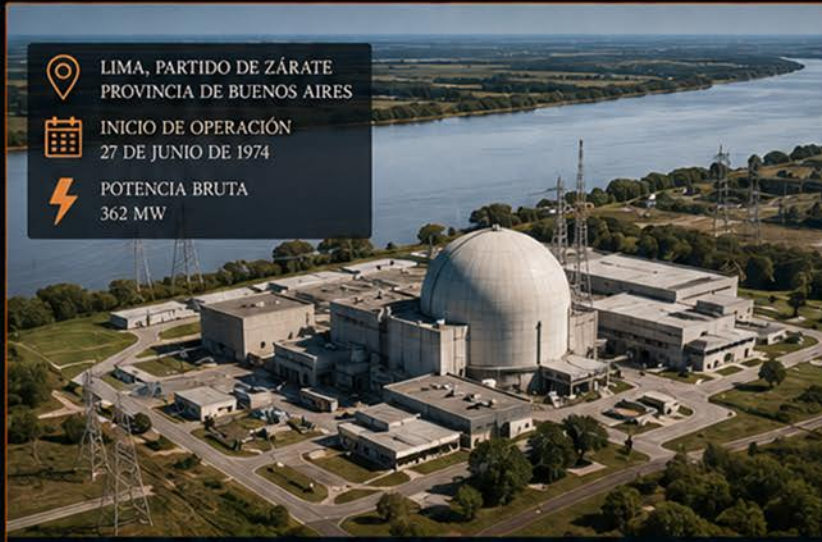 LIMA, PARTIDO DE ZÁRATE
PROVINCIA DE BUENOS AIRES
INICIO DE OPERACIÓN
27 DE JUNIO DE 1974
POTENCIA BRUTA
362 MW